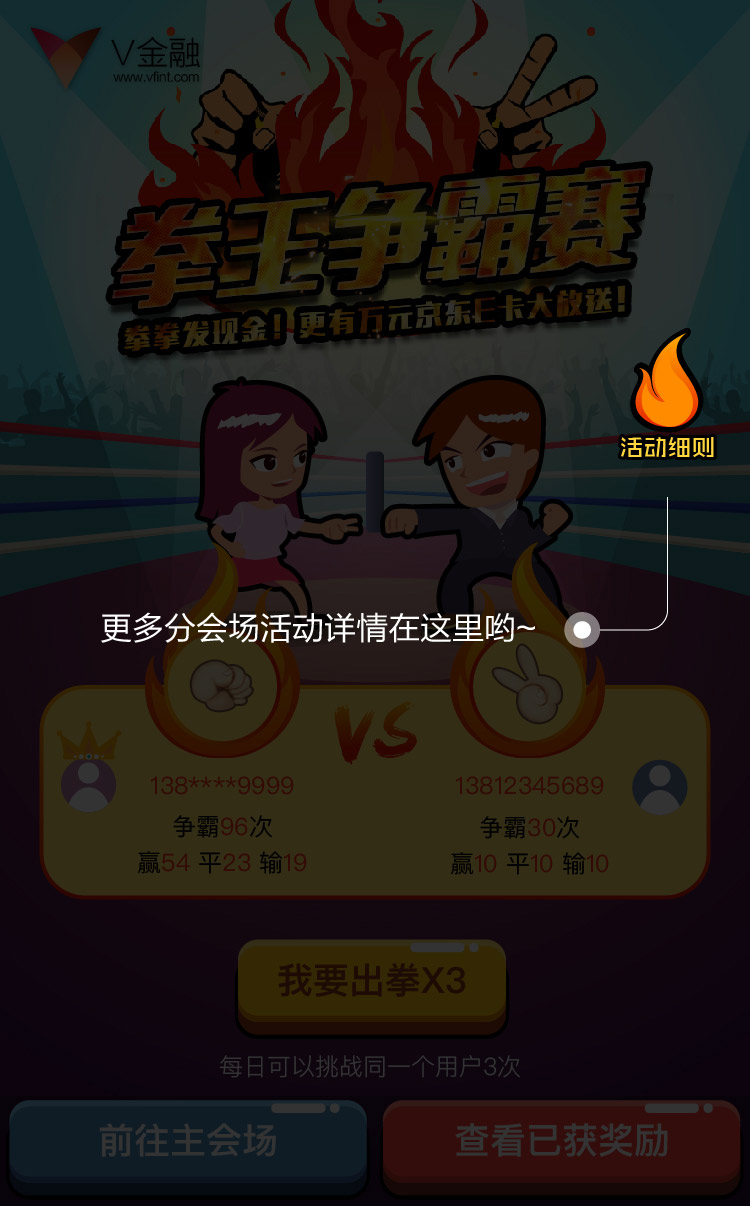 V金融
www.vfint.com
拳王争霸赛
拳拳发现金！更有万元京东E卡大放送！
活动细则
更多分会场活动详情在这里哟~
VS
138****9999
13812345689
争霸96次
争霸30次
赢54 平23 输19
赢10 平10 输10
我要出拳X3
每日可以挑战同一个用户3次
前往主会场
查看已获奖励